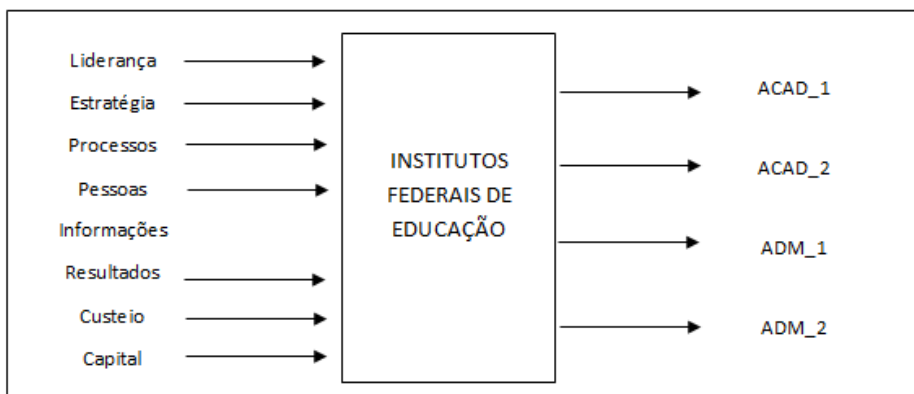 Liderança
Estratégia
Processos
Pessoas
Informações
Resultados
Custeio
Capital
INSTITUTOS
FEDERAIS DE
EDUCAÇÃO
ACAD_1
ACAD_2
ADM_1
ADM_2